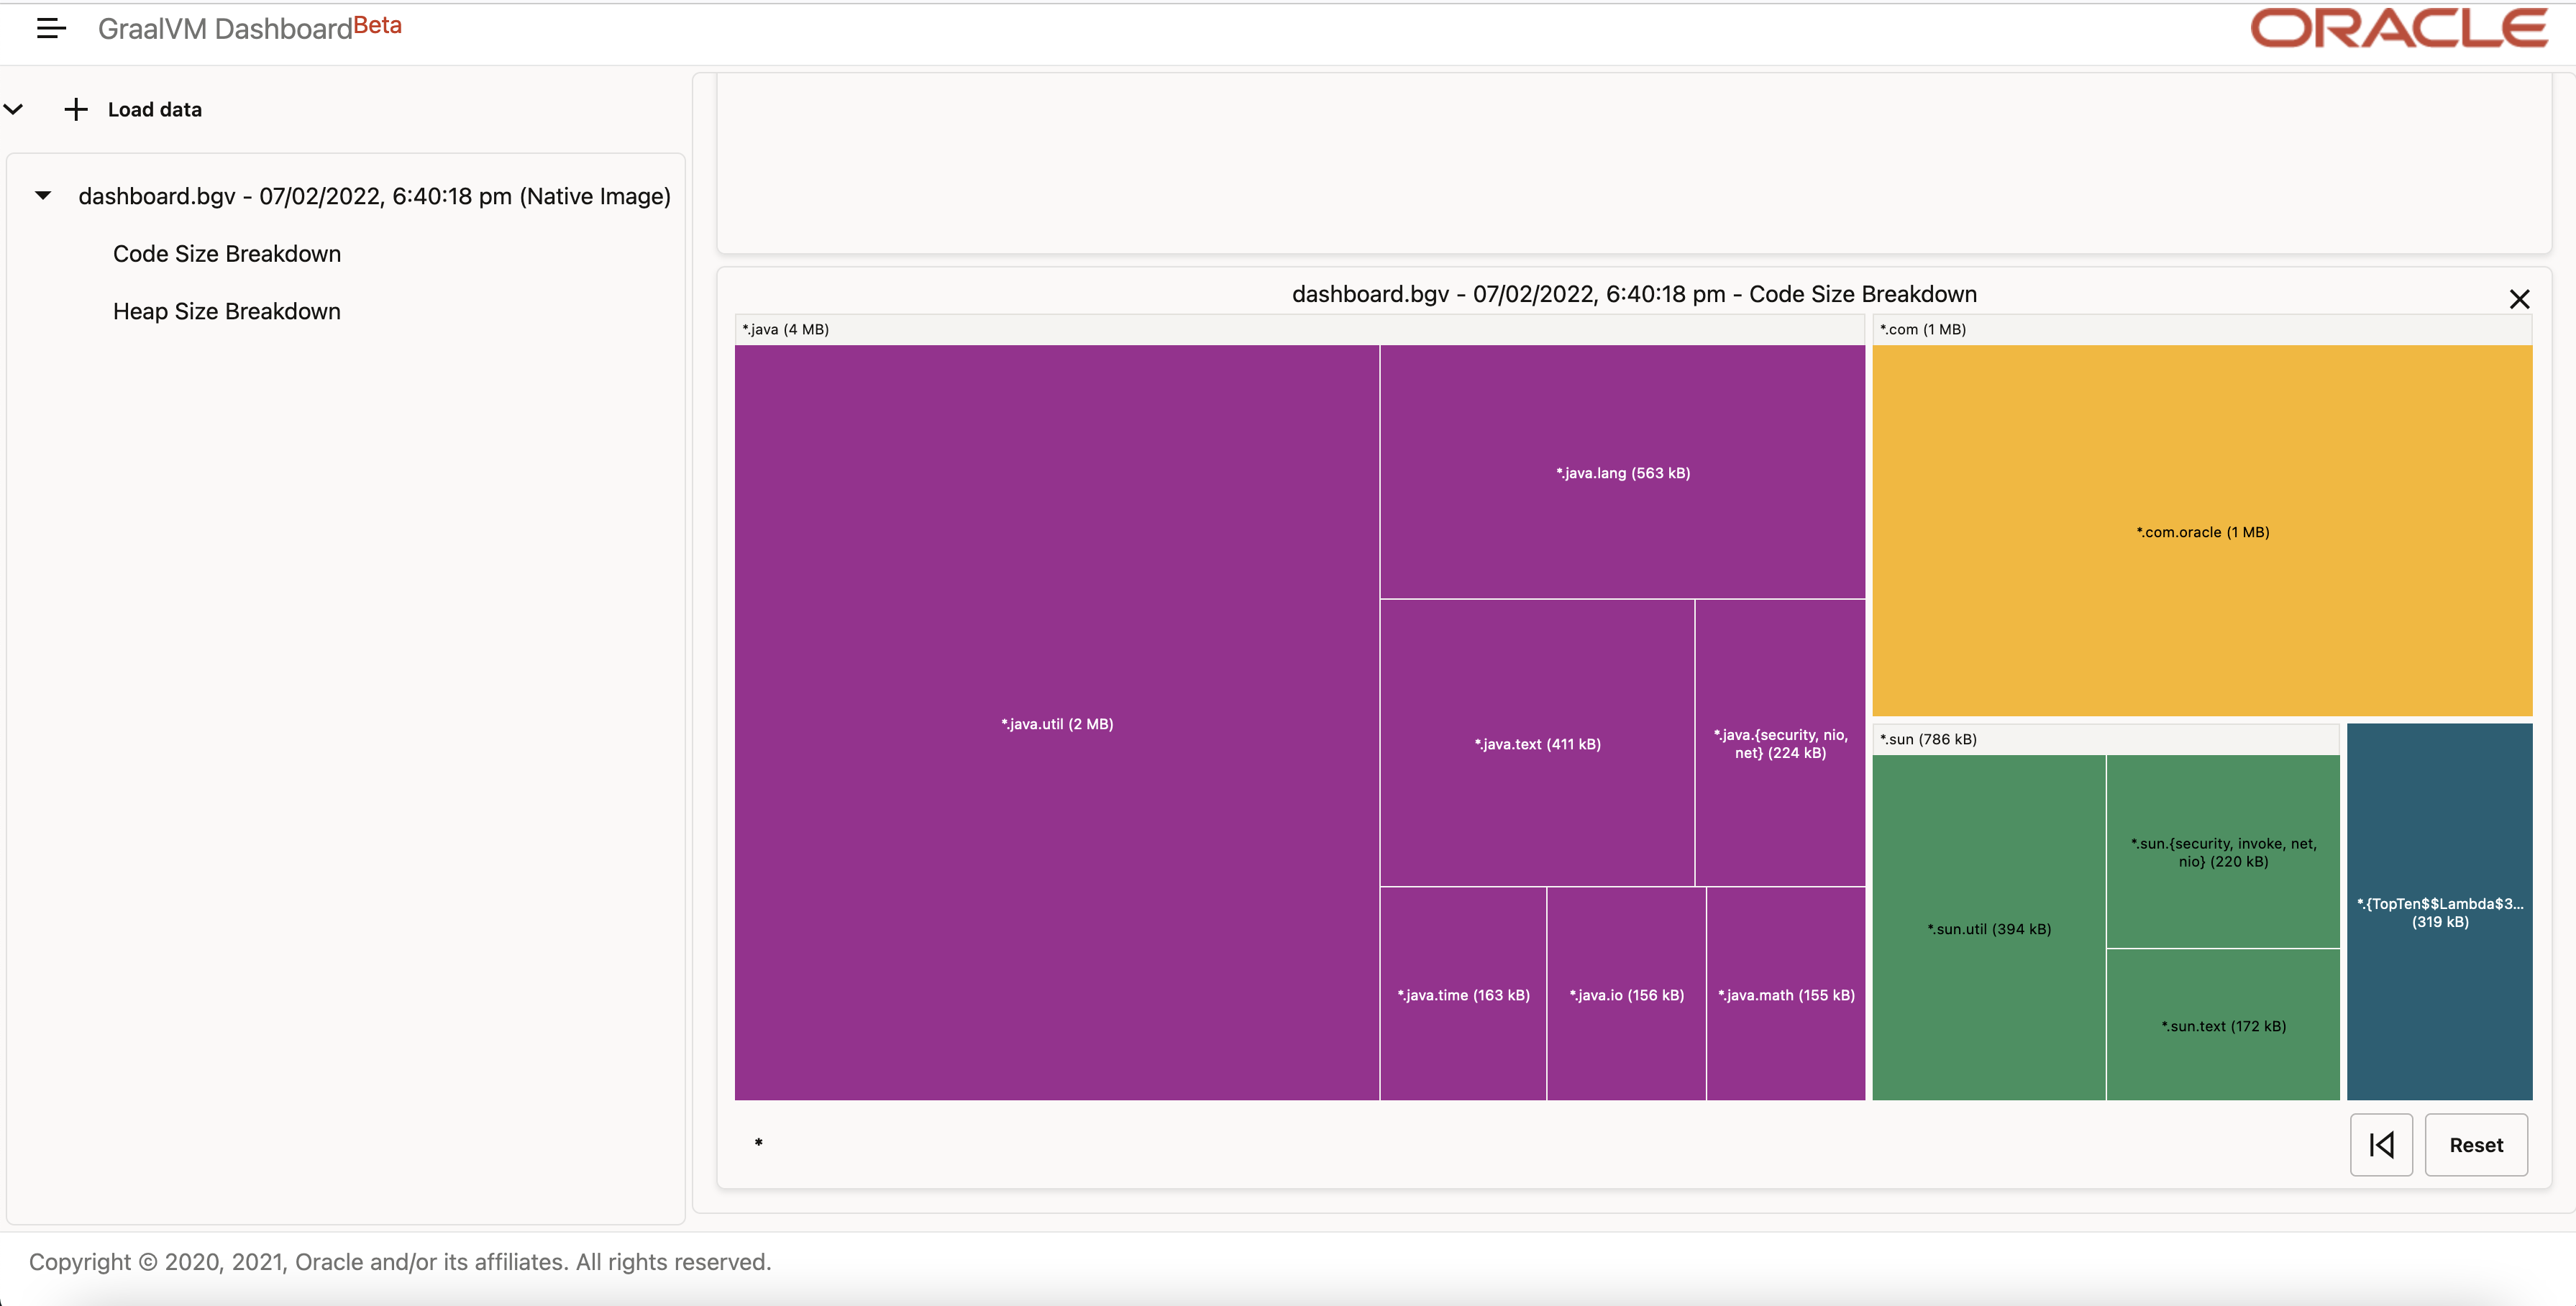 GraalVM DashboardBeta
ORACLE
Load data
dashboard.bgv - 07/02/2022, 6:40:18 pm (Native Image)
Code Size Breakdown
Heap Size Breakdown
dashboard.bgv - 07/02/2022, 6:40:18 pm - Code Size Breakdown
*.java (4 MB)
*.java.util (2 MB)
*.java.lang (563 kB)
*.java.text (411 kB)
*.java.{security, nio,
net} (224 kB)
*.java.time (163 kB)
*.java.io (156 kB)
*.java.math (155 kB)
*.com (1 MB)
*.com.oracle (1 MB)
*.sun (786 kB)
*.sun.util (394 kB)
*.sun.{security, invoke, net,
nio} (220 kB)
*.sun.text (172 kB)
*.{TopTen$$Lambda$3...
(319 kB)
*
Reset
Copyright © 2020, 2021, Oracle and/or its affiliates. All rights reserved.